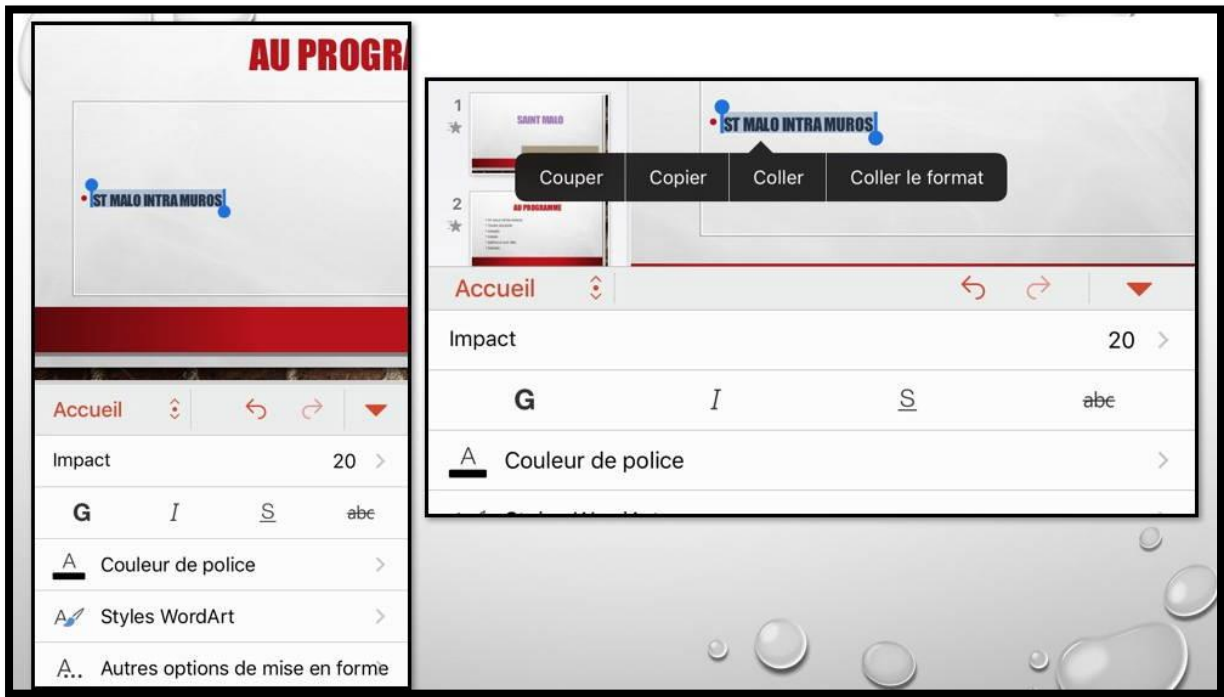 AU PROGRA
• ST MALO INTRA MUROS
Accueil
Impact 20
G I S abc
A Couleur de police
A Styles WordArt
A... Autres options de mise en forme
1
SAINT MALO
2
AU PROGRAMME
• ST MALO INTRA MUROS
Couper Copier Coller Coller le format
Accueil
Impact 20
G I S abc
A Couleur de police